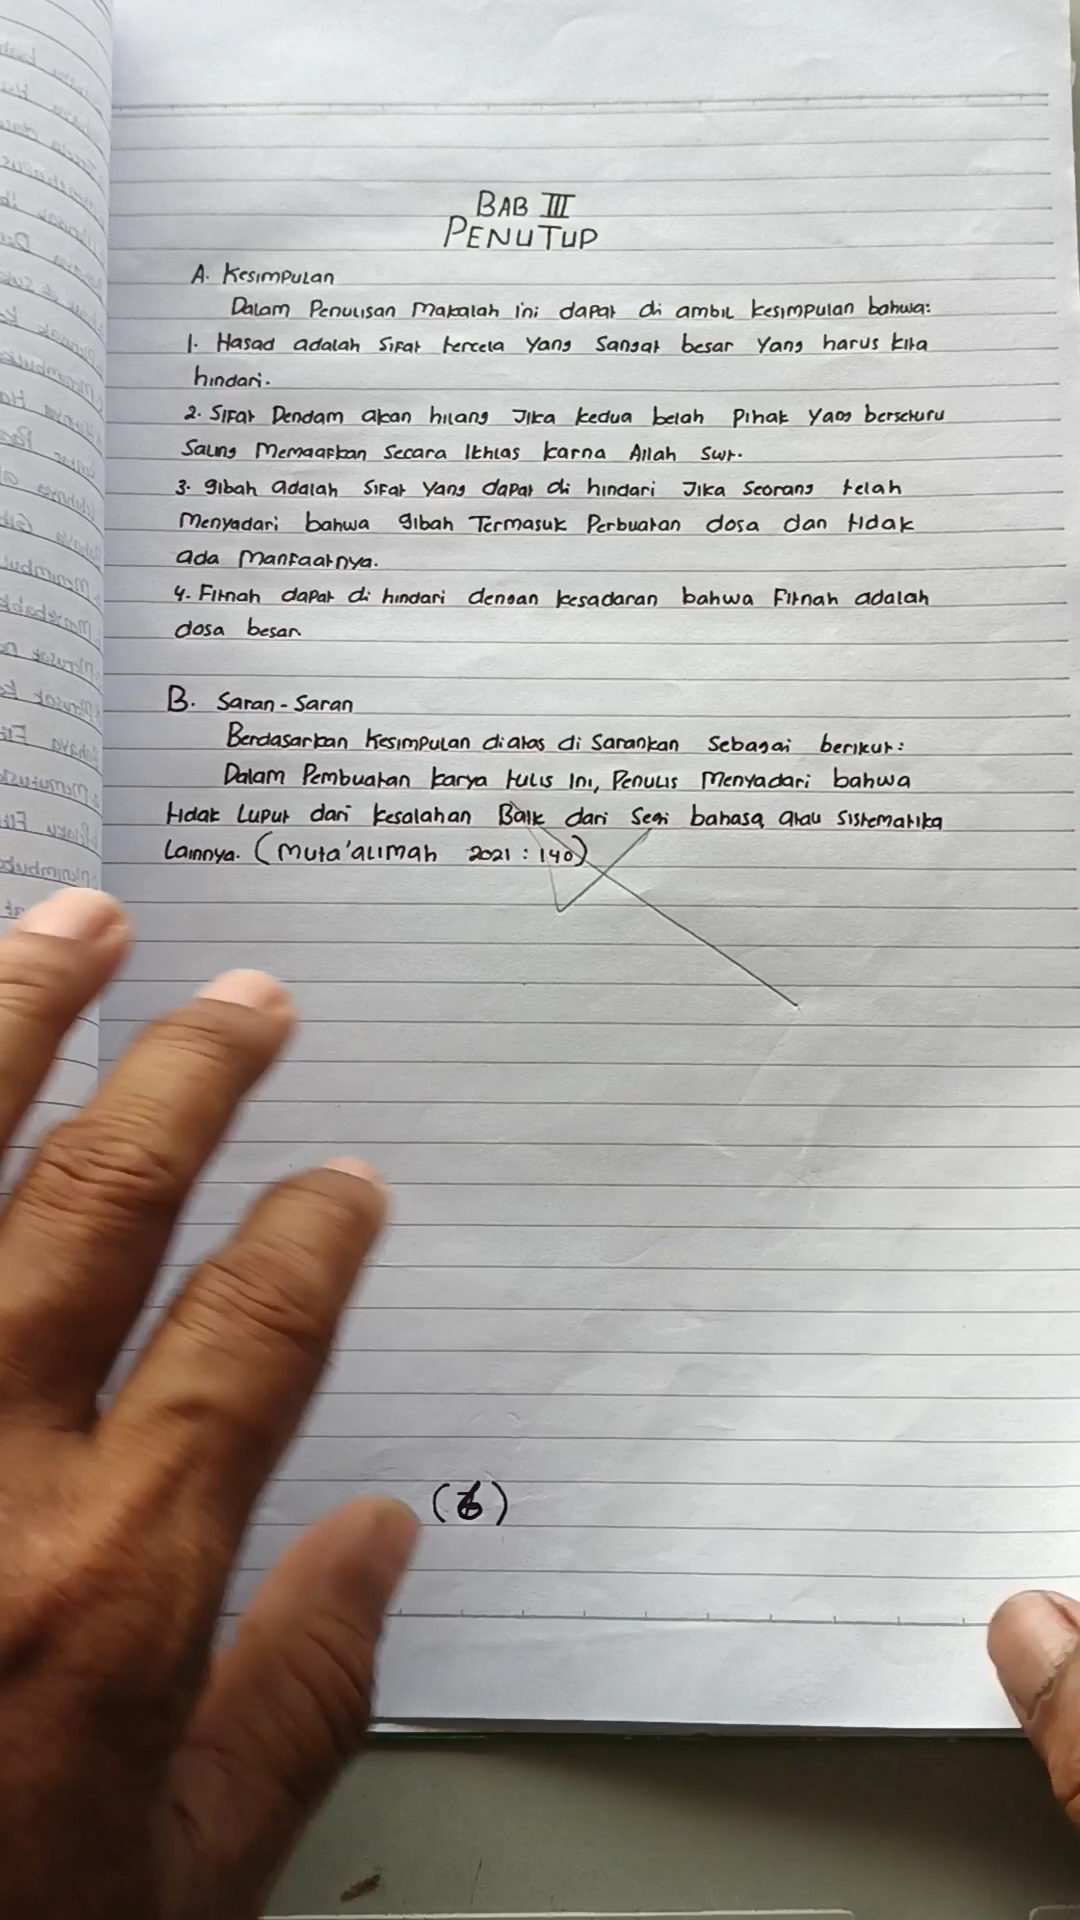 BAB III
PENUTUP
A. Kesimpulan
Dalam Penulisan Makalah ini dapat di ambil kesimpulan bahwa:
1. Hasad adalah Sifat tercela Yang Sangat besar Yang harus kita
hindari.
2. Sifat Dendam akan hilang Jika kedua belah Pihak Yang berseturu
Saling Memaafkan Secara Ikhlas karna Allah Swt.
3. gibah adalah Sifat Yang dapat di hindari Jika Seorang telah
Menyadari bahwa gibah Termasuk Perbuatan dosa dan tidak
ada Manfaatnya.
4. Fitnah dapat di hindari dengan kesadaran bahwa Fitnah adalah
dosa besar.
B. Saran - Saran
Berdasarkan Kesimpulan diatas di Sarankan Sebagai berikut:
Dalam Pembuatan karya tulis Ini, Penulis Menyadari bahwa
tidak Luput dari kesalahan Baik dari Segi bahasa atau Sistematika
Lainnya. (Muta'alimah 2021 : 140)
(6)